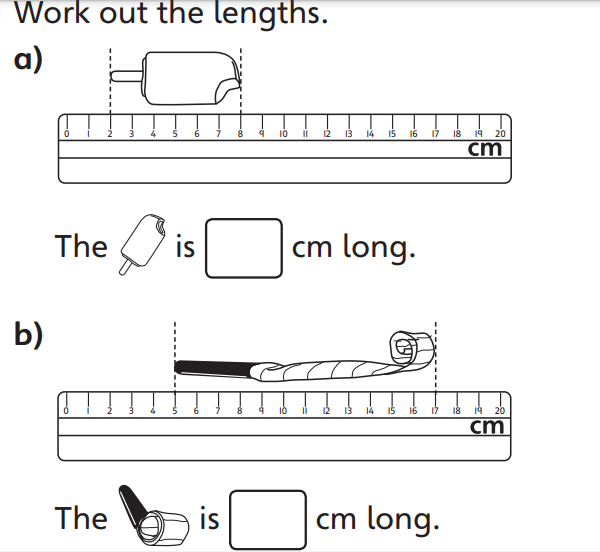 Work out the lengths.
a)
0 1 2 3 4 5 6 7 8 9 10 11 12 13 14 15 16 17 18 19 20
cm
The is cm long.
b)
0 1 2 3 4 5 6 7 8 9 10 11 12 13 14 15 16 17 18 19 20
cm
The is cm long.